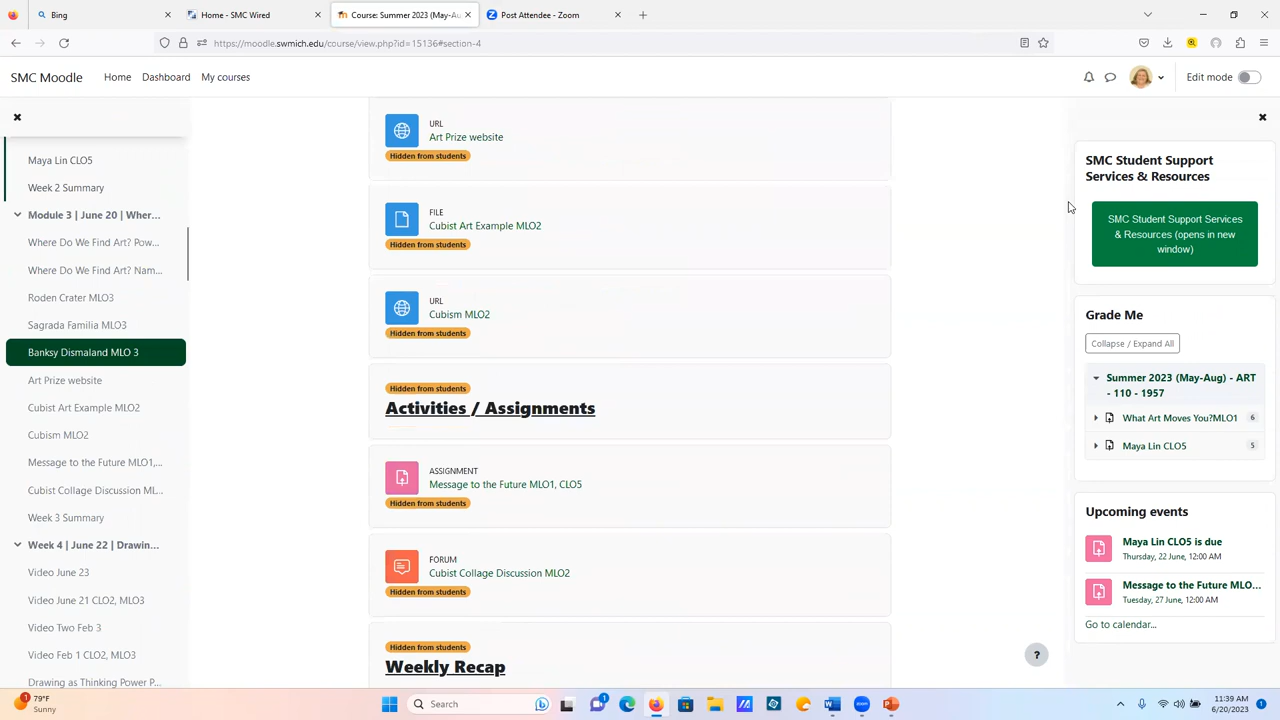 Bing
Home - SMC Wired
Course: Summer 2023 (May-Au
Post Attendee - Zoom
https://moodle.swmich.edu/course/view.php?id=15136#section-4
SMC Moodle
Home
Dashboard
My courses
Edit mode
Maya Lin CLO5
Week 2 Summary
Module 3 | June 20 | Wher...
Where Do We Find Art? Pow...
Where Do We Find Art? Nam...
Roden Crater MLO3
Sagrada Familia MLO3
Banksy Dismaland MLO 3
Art Prize website
Cubist Art Example MLO2
Cubism MLO2
Message to the Future MLO1,...
Cubist Collage Discussion ML...
Week 3 Summary
Week 4 | June 22 | Drawin...
Video June 23
Video June 21 CLO2, MLO3
Video Two Feb 3
Video Feb 1 CLO2, MLO3
Drawing as Thinking Power P...
URL
Art Prize website
Hidden from students
FILE
Cubist Art Example MLO2
Hidden from students
URL
Cubism MLO2
Hidden from students
Hidden from students
Activities / Assignments
ASSIGNMENT
Message to the Future MLO1, CLO5
Hidden from students
FORUM
Cubist Collage Discussion MLO2
Hidden from students
Hidden from students
Weekly Recap
SMC Student Support
Services & Resources
SMC Student Support Services
& Resources (opens in new
window)
Grade Me
Collapse / Expand All
Summer 2023 (May-Aug) - ART
- 110 - 1957
What Art Moves You?MLO1 6
Maya Lin CLO5 5
Upcoming events
Maya Lin CLO5 is due
Thursday, 22 June, 12:00 AM
Message to the Future MLO...
Tuesday, 27 June, 12:00 AM
Go to calendar...
?
1
79°F
Sunny
Search
1
11:39 AM
6/20/2023